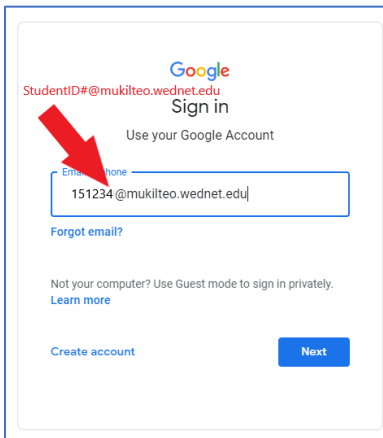 Google
StudentID#@mukilteo.wednet.edu
Sign in
Use your Google Account
Email phone
151234@mukilteo.wednet.edu
Forgot email?
Not your computer? Use Guest mode to sign in privately.
Learn more
Create account
Next